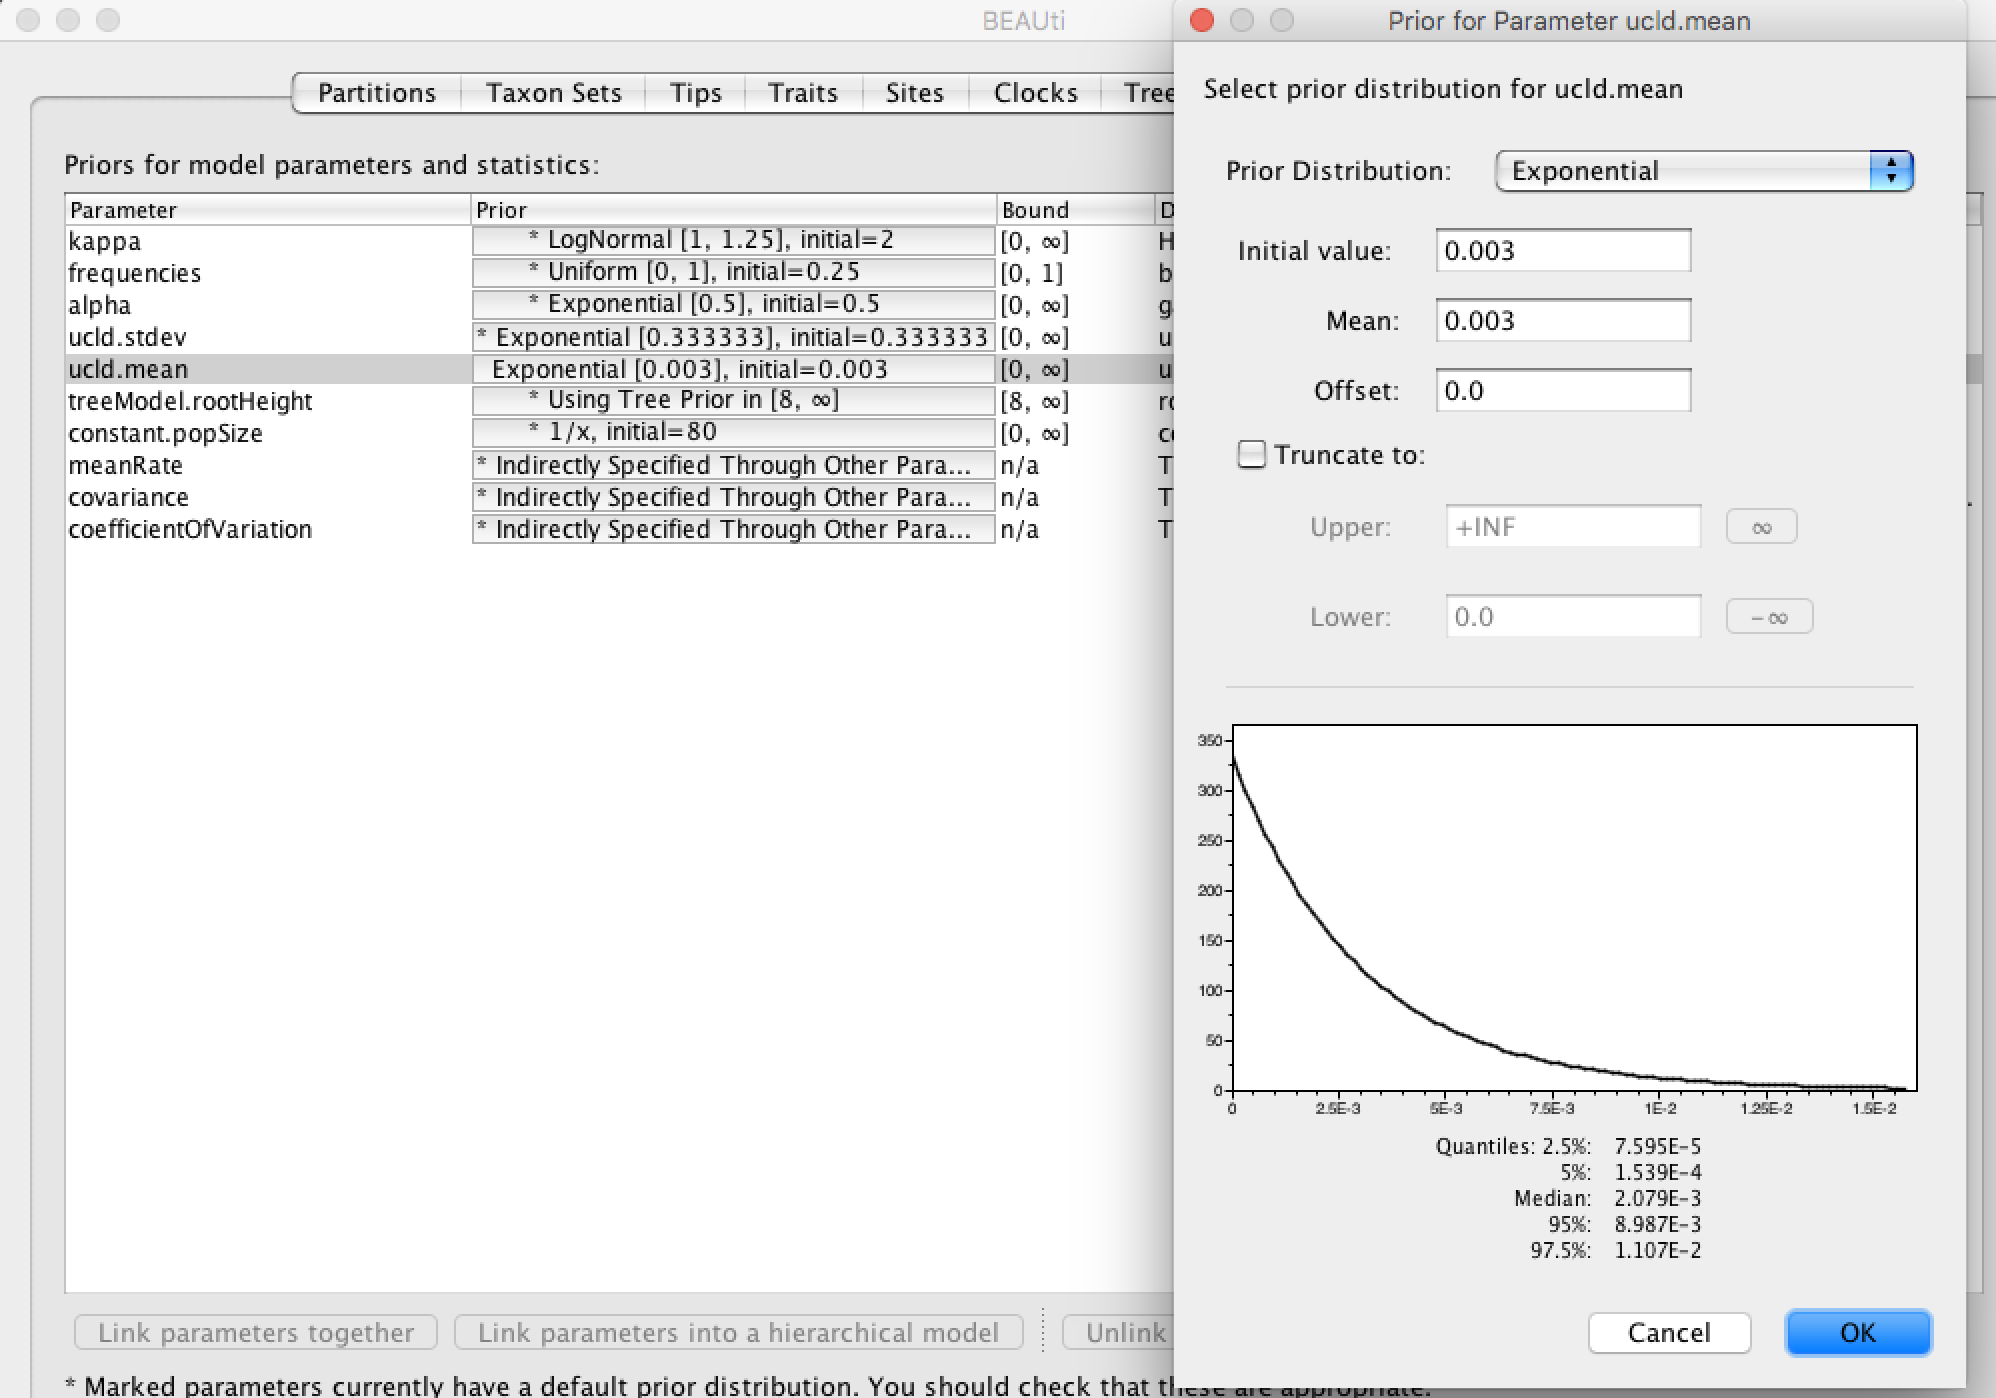 BEAUti
Partitions Taxon Sets Tips Traits Sites Clocks
Priors for model parameters and statistics:
Parameter Prior Bound
kappa * LogNormal [1, 1.25], initial=2 [0, ∞]
frequencies * Uniform [0, 1], initial=0.25 [0, 1]
alpha * Exponential [0.5], initial=0.5 [0, ∞]
ucld.stdev * Exponential [0.333333], initial=0.333333 [0, ∞]
ucld.mean Exponential [0.003], initial=0.003 [0, ∞]
treeModel.rootHeight * Using Tree Prior in [8, ∞] [8, ∞]
constant.popSize * 1/x, initial=80 [0, ∞]
meanRate * Indirectly Specified Through Other Para... n/a
covariance * Indirectly Specified Through Other Para... n/a
coefficientOfVariation * Indirectly Specified Through Other Para... n/a
Link parameters together Link parameters into a hierarchical model Unlink
* Marked parameters currently have a default prior distribution. You should check that these are appropriate.
Prior for Parameter ucld.mean
Select prior distribution for ucld.mean
Prior Distribution: Exponential
Initial value: 0.003
Mean: 0.003
Offset: 0.0
Truncate to:
Upper: +INF ∞
Lower: 0.0 -∞
350
300
250
200
150
100
50
0
0 2.5E-3 5E-3 7.5E-3 1E-2 1.25E-2 1.5E-2
Quantiles: 2.5%: 7.595E-5
5%: 1.539E-4
Median: 2.079E-3
95%: 8.987E-3
97.5%: 1.107E-2
Cancel OK